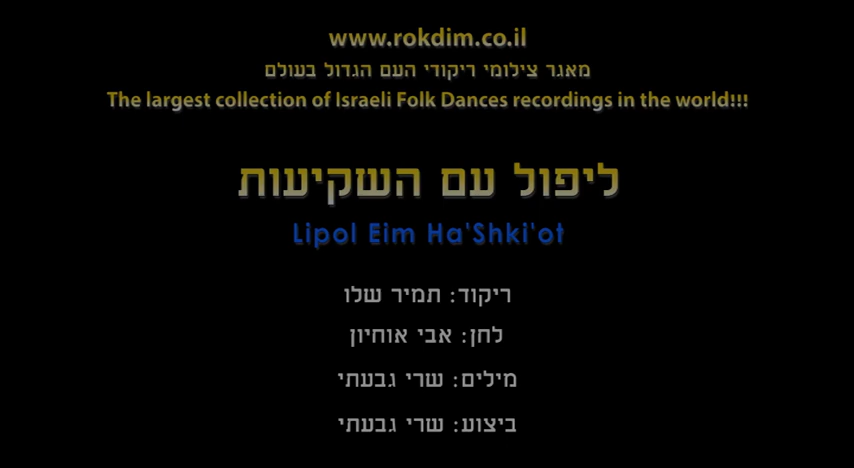 www.rokdim.co.il
מאגר צילומי ריקודי העם הגדול בעולם
The largest collection of Israeli Folk Dances recordings in the world!!!
ליפול עם השקיעות
Lipol Eim Ha'Shki'ot
ריקוד: תמיר שלו
לחן: אבי אוחיון
מילים: שרי גבעתי
ביצוע: שרי גבעתי